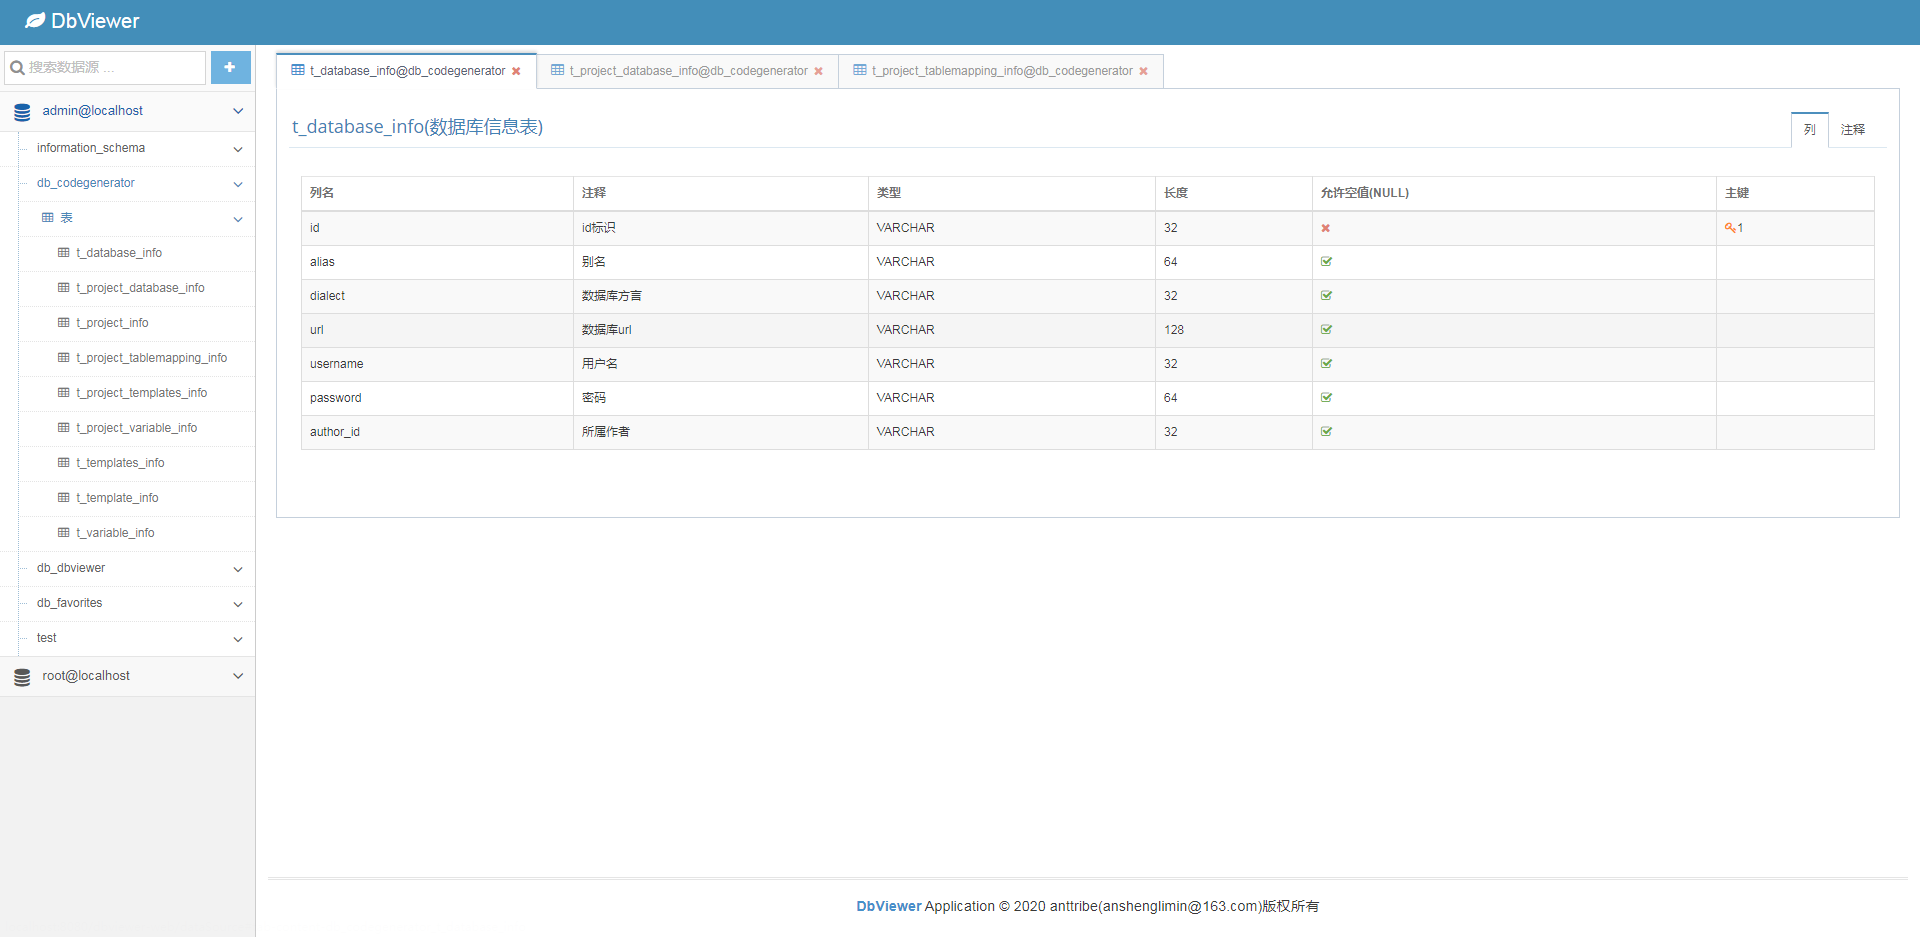 DbViewer
搜索数据源 ...
admin@localhost
information_schema
db_codegenerator
表
t_database_info
t_project_database_info
t_project_info
t_project_tablemapping_info
t_project_templates_info
t_project_variable_info
t_templates_info
t_template_info
t_variable_info
db_dbviewer
db_favorites
test
root@localhost
t_database_info@db_codegenerator t_project_database_info@db_codegenerator t_project_tablemapping_info@db_codegenerator
t_database_info(数据库信息表) 列 注释
列名 注释 类型 长度 允许空值(NULL) 主键
id id标识 VARCHAR 32 1
alias 别名 VARCHAR 64
dialect 数据库方言 VARCHAR 32
url 数据库url VARCHAR 128
username 用户名 VARCHAR 32
password 密码 VARCHAR 64
author_id 所属作者 VARCHAR 32
DbViewer Application © 2020 anttribe(anshenglimin@163.com)版权所有